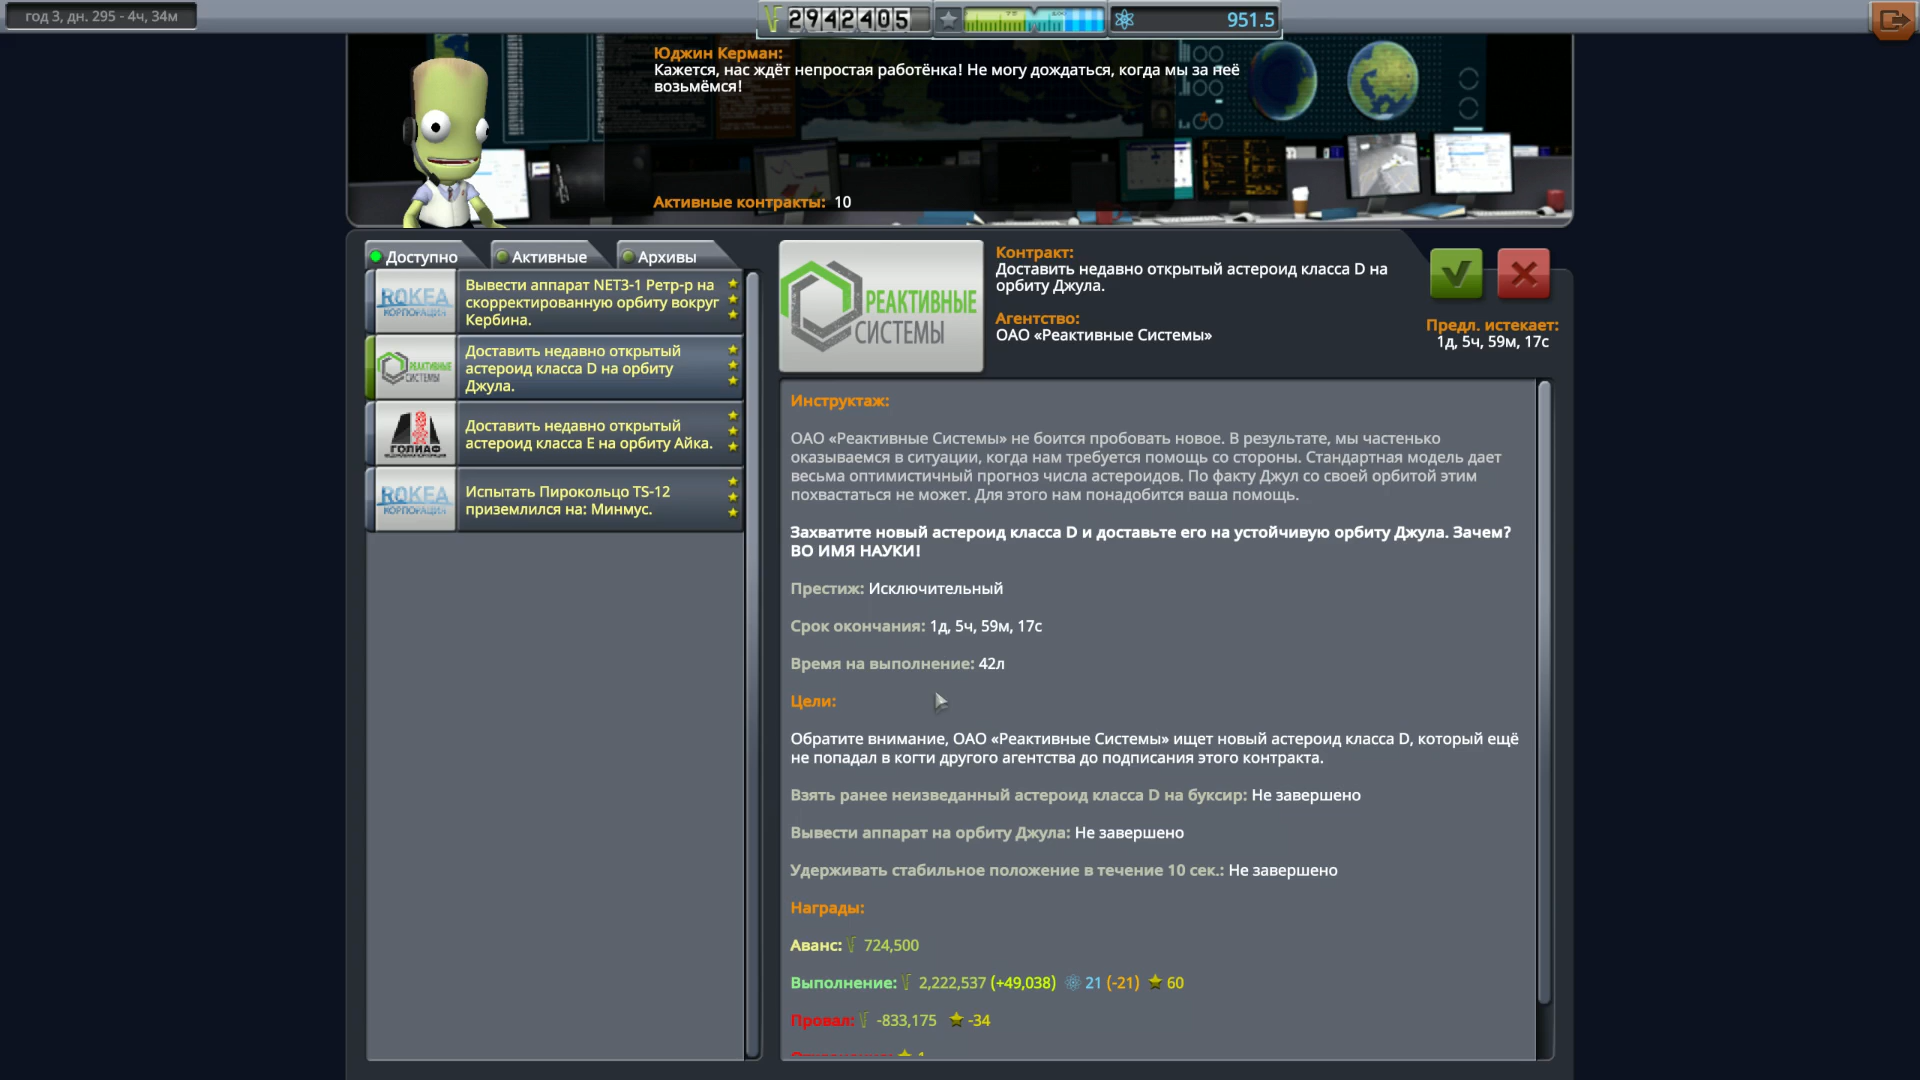 год 3, дн. 295 - 4ч, 34м
2942405
951.5
Юджин Керман:
Кажется, нас ждёт непростая работёнка! Не могу дождаться, когда мы за неё
возьмёмся!
Активные контракты: 10
Доступно
Активные
Архивы
ROKEA
КОРПОРАЦИЯ
Вывести аппарат NET3-1 Ретр-р на
скорректированную орбиту вокруг
Кербина.
РЕАКТИВНЫЕ
СИСТЕМЫ
Доставить недавно открытый
астероид класса D на орбиту
Джула.
ГОЛИАФ
Доставить недавно открытый
астероид класса E на орбиту Айка.
ROKEA
КОРПОРАЦИЯ
Испытать Пирокольцо TS-12
приземлился на: Минмус.
РЕАКТИВНЫЕ
СИСТЕМЫ
Контракт:
Доставить недавно открытый астероид класса D на
орбиту Джула.
Агентство:
ОАО «Реактивные Системы»
Предл. истекает:
1д, 5ч, 59м, 17с
Инструктаж:
ОАО «Реактивные Системы» не боится пробовать новое. В результате, мы частенько
оказываемся в ситуации, когда нам требуется помощь со стороны. Стандартная модель дает
весьма оптимистичный прогноз числа астероидов. По факту Джул со своей орбитой этим
похвастаться не может. Для этого нам понадобится ваша помощь.
Захватите новый астероид класса D и доставьте его на устойчивую орбиту Джула. Зачем?
ВО ИМЯ НАУКИ!
Престиж: Исключительный
Срок окончания: 1д, 5ч, 59м, 17с
Время на выполнение: 42л
Цели:
Обратите внимание, ОАО «Реактивные Системы» ищет новый астероид класса D, который ещё
не попадал в когти другого агентства до подписания этого контракта.
Взять ранее неизведанный астероид класса D на буксир: Не завершено
Вывести аппарат на орбиту Джула: Не завершено
Удерживать стабильное положение в течение 10 сек.: Не завершено
Награды:
Аванс: 724,500
Выполнение: 2,222,537 (+49,038) 21 (-21) 60
Провал: -833,175 -34